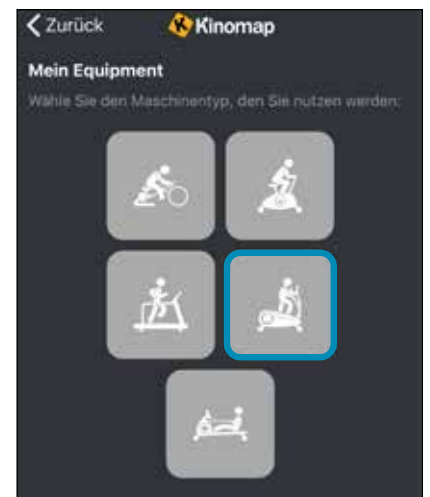 Zurück
Kinomap
Mein Equipment
Wähle Sie den Maschinentyp, den Sie nutzen werden: